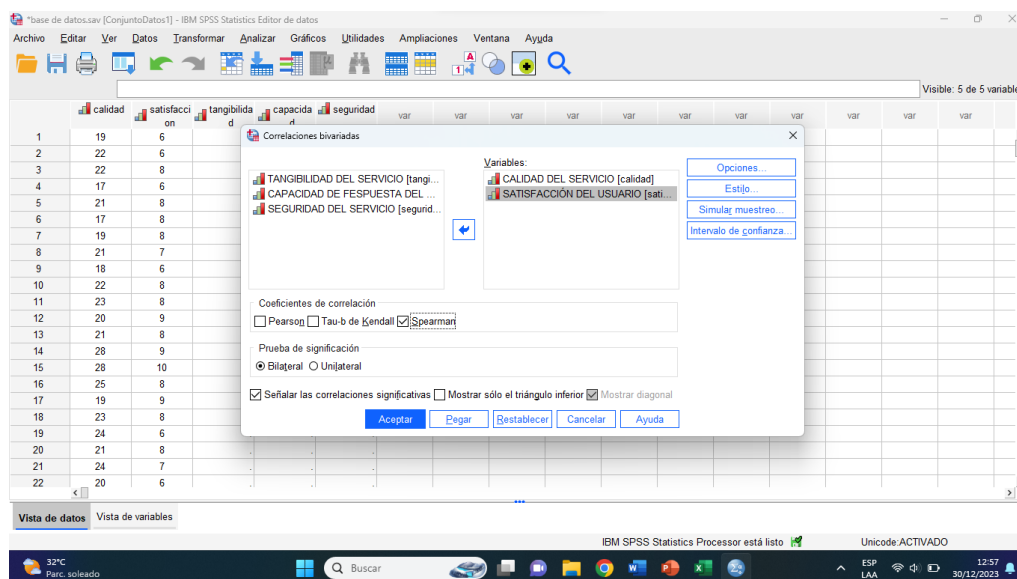 *base de datos.sav [ConjuntoDatos1] - IBM SPSS Statistics Editor de datos
Archivo Editar Ver Datos Transformar Analizar Gráficos Utilidades Ampliaciones Ventana Ayuda
Visible: 5 de 5 variable
calidad satisfacci on tangibilida d capacida d seguridad var var var var var var var var var var var
1 19 6
2 22 6
3 22 8
4 17 6
5 21 8
6 17 8
7 19 8
8 21 7
9 18 6
10 22 8
11 23 8
12 20 9
13 21 8
14 28 9
15 28 10
16 25 8
17 19 9
18 23 8
19 24 6
20 21 8
21 24 7
22 20 6
Correlaciones bivariadas
Variables:
TANGIBILIDAD DEL SERVICIO [tangi...
CAPACIDAD DE FESPUESTA DEL ...
SEGURIDAD DEL SERVICIO [segurid...
CALIDAD DEL SERVICIO [calidad]
SATISFACCIÓN DEL USUARIO [sati...
Opciones...
Estilo...
Simular muestreo...
Intervalo de confianza...
Coeficientes de correlación
Pearson Tau-b de Kendall Spearman
Prueba de significación
Bilateral Unilateral
Señalar las correlaciones significativas Mostrar sólo el triángulo inferior Mostrar diagonal
Aceptar Pegar Restablecer Cancelar Ayuda
Vista de datos Vista de variables
IBM SPSS Statistics Processor está listo Unicode:ACTIVADO
32°C
Parc. soleado
Buscar
ESP
LAA
12:57
30/12/2023